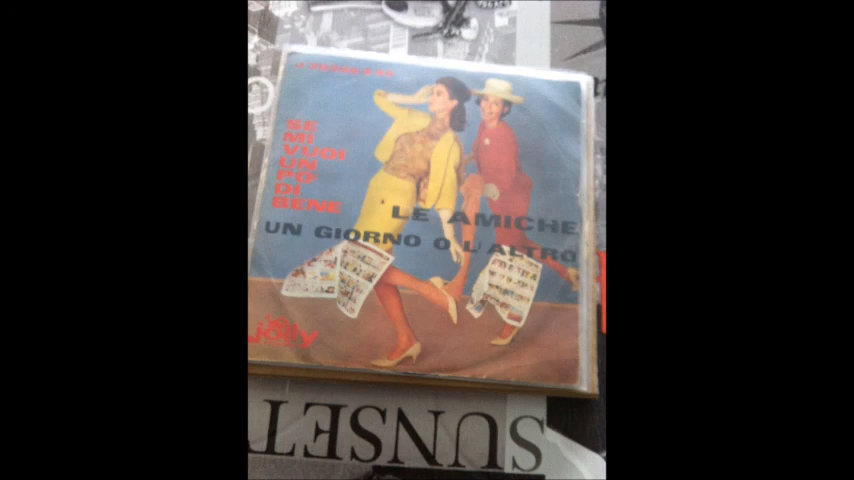 SE
MI
VUOI
UN
PO'
DI
BENE
LE AMICHE
UN GIORNO O L'ALTRO
jolly
SUNSET